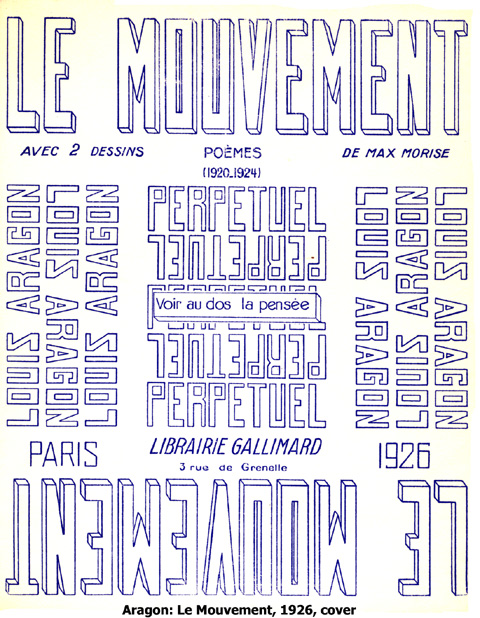 LE MOUVEMENT
AVEC 2 DESSINS POÈMES DE MAX MORISE
(1920_1924)
LOUIS ARAGON
LOUIS ARAGON
LOUIS ARAGON
PERPETUEL
PERPETUEL
Voir au dos la pensée
PERPETUEL
PERPETUEL
LOUIS ARAGON
LOUIS ARAGON
LOUIS ARAGON
LIBRAIRIE GALLIMARD
PARIS 3 rue de Grenelle 1926
LE MOUVEMENT
Aragon: Le Mouvement, 1926, cover